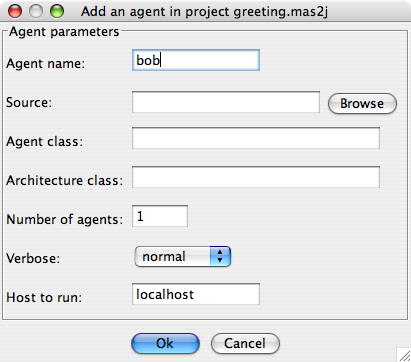 Add an agent in project greeting.mas2j
Agent parameters
Agent name: bob
Source: Browse
Agent class:
Architecture class:
Number of agents: 1
Verbose: normal
Host to run: localhost
Ok Cancel